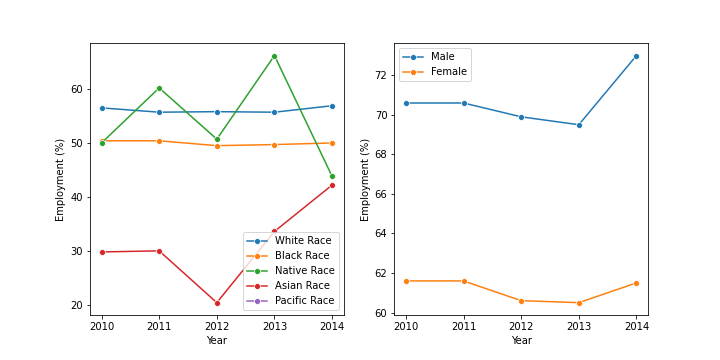 Employment (%)
60
50
40
30
20
2010
2011
2012
2013
2014
Year
White Race
Black Race
Native Race
Asian Race
Pacific Race
Employment (%)
72
70
68
66
64
62
60
2010
2011
2012
2013
2014
Year
Male
Female